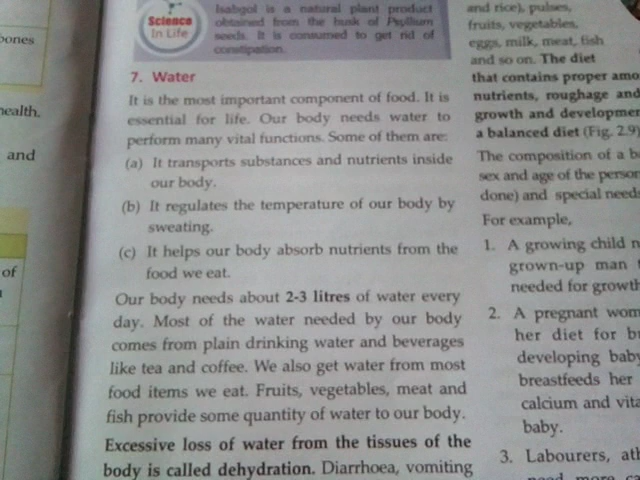 bones
health.
and
of
Science
In Life
Isabgol is a natural plant product
obtained from the husk of Psyllium
seeds. It is consumed to get rid of
constipation.
7. Water
It is the most important component of food. It is
essential for life. Our body needs water to
perform many vital functions. Some of them are:
(a) It transports substances and nutrients inside
our body.
(b) It regulates the temperature of our body by
sweating.
(c) It helps our body absorb nutrients from the
food we eat.
Our body needs about 2-3 litres of water every
day. Most of the water needed by our body
comes from plain drinking water and beverages
like tea and coffee. We also get water from most
food items we eat. Fruits, vegetables, meat and
fish provide some quantity of water to our body.
Excessive loss of water from the tissues of the
body is called dehydration. Diarrhoea, vomiting
and rice), pulses,
fruits, vegetables,
eggs, milk, meat, fish
and so on. The diet
that contains proper amo
nutrients, roughage and
growth and developmen
a balanced diet (Fig. 2.9)
The composition of a b
sex and age of the person
done) and special needs
For example,
1. A growing child n
grown-up man
needed for growth
2. A pregnant wom
her diet for b
developing baby
breastfeeds her
calcium and vita
baby.
3. Labourers, ath
need more ca